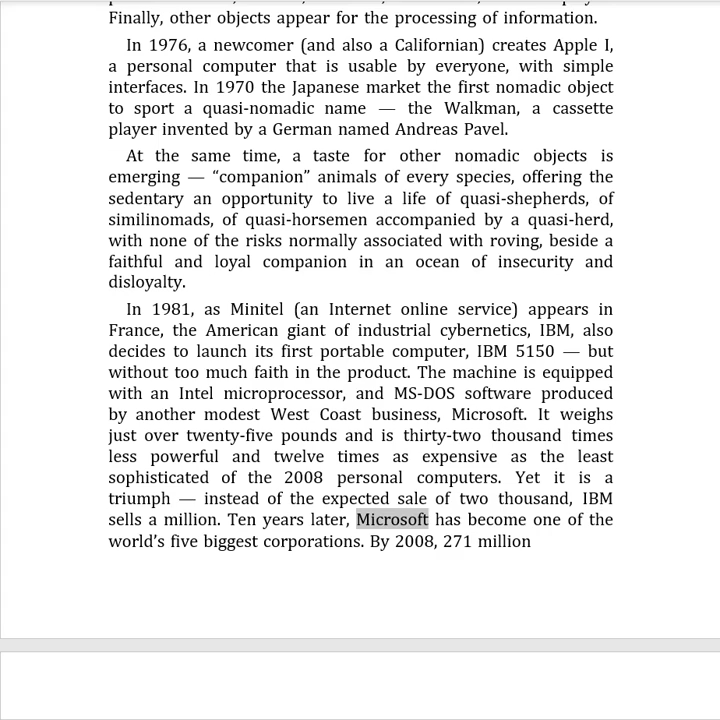 Finally, other objects appear for the processing of information.
In 1976, a newcomer (and also a Californian) creates Apple I,
a personal computer that is usable by everyone, with simple
interfaces. In 1970 the Japanese market the first nomadic object
to sport a quasi-nomadic name — the Walkman, a cassette
player invented by a German named Andreas Pavel.
At the same time, a taste for other nomadic objects is
emerging — “companion” animals of every species, offering the
sedentary an opportunity to live a life of quasi-shepherds, of
similinomads, of quasi-horsemen accompanied by a quasi-herd,
with none of the risks normally associated with roving, beside a
faithful and loyal companion in an ocean of insecurity and
disloyalty.
In 1981, as Minitel (an Internet online service) appears in
France, the American giant of industrial cybernetics, IBM, also
decides to launch its first portable computer, IBM 5150 — but
without too much faith in the product. The machine is equipped
with an Intel microprocessor, and MS-DOS software produced
by another modest West Coast business, Microsoft. It weighs
just over twenty-five pounds and is thirty-two thousand times
less powerful and twelve times as expensive as the least
sophisticated of the 2008 personal computers. Yet it is a
triumph — instead of the expected sale of two thousand, IBM
sells a million. Ten years later, Microsoft has become one of the
world’s five biggest corporations. By 2008, 271 million